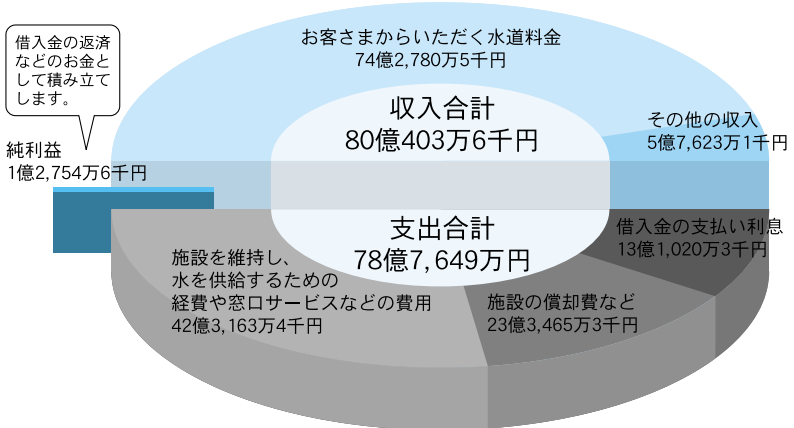 借入金の返済
などのお金と
して積み立て
します。
純利益
1億2,754万6千円
お客さまからいただく水道料金
74億2,780万5千円
収入合計
80億403万6千円
その他の収入
5億7,623万1千円
支出合計
78億7,649万円
借入金の支払い利息
13億1,020万3千円
施設を維持し、
水を供給するための
経費や窓口サービスなどの費用
42億3,163万4千円
施設の償却費など
23億3,465万3千円